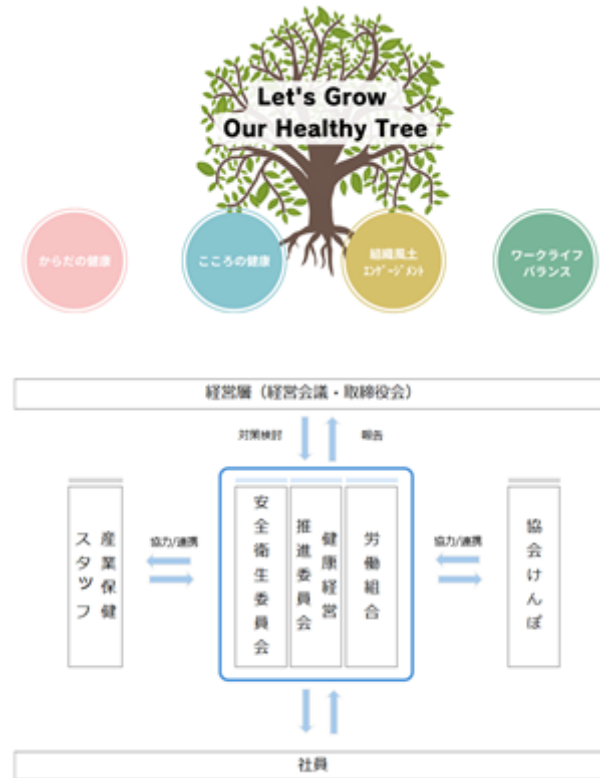 Let's Grow
Our Healthy Tree
からだの健康
こころの健康
組織風土
ｴﾝｹﾞｰｼﾞﾒﾝﾄ
ワークライフ
バランス
経営層（経営会議・取締役会）
対策検討
報告
産業保健
スタッフ
協力/連携
安全衛生委員会
健康経営
推進委員会
労働組合
協力/連携
協会けんぽ
社員